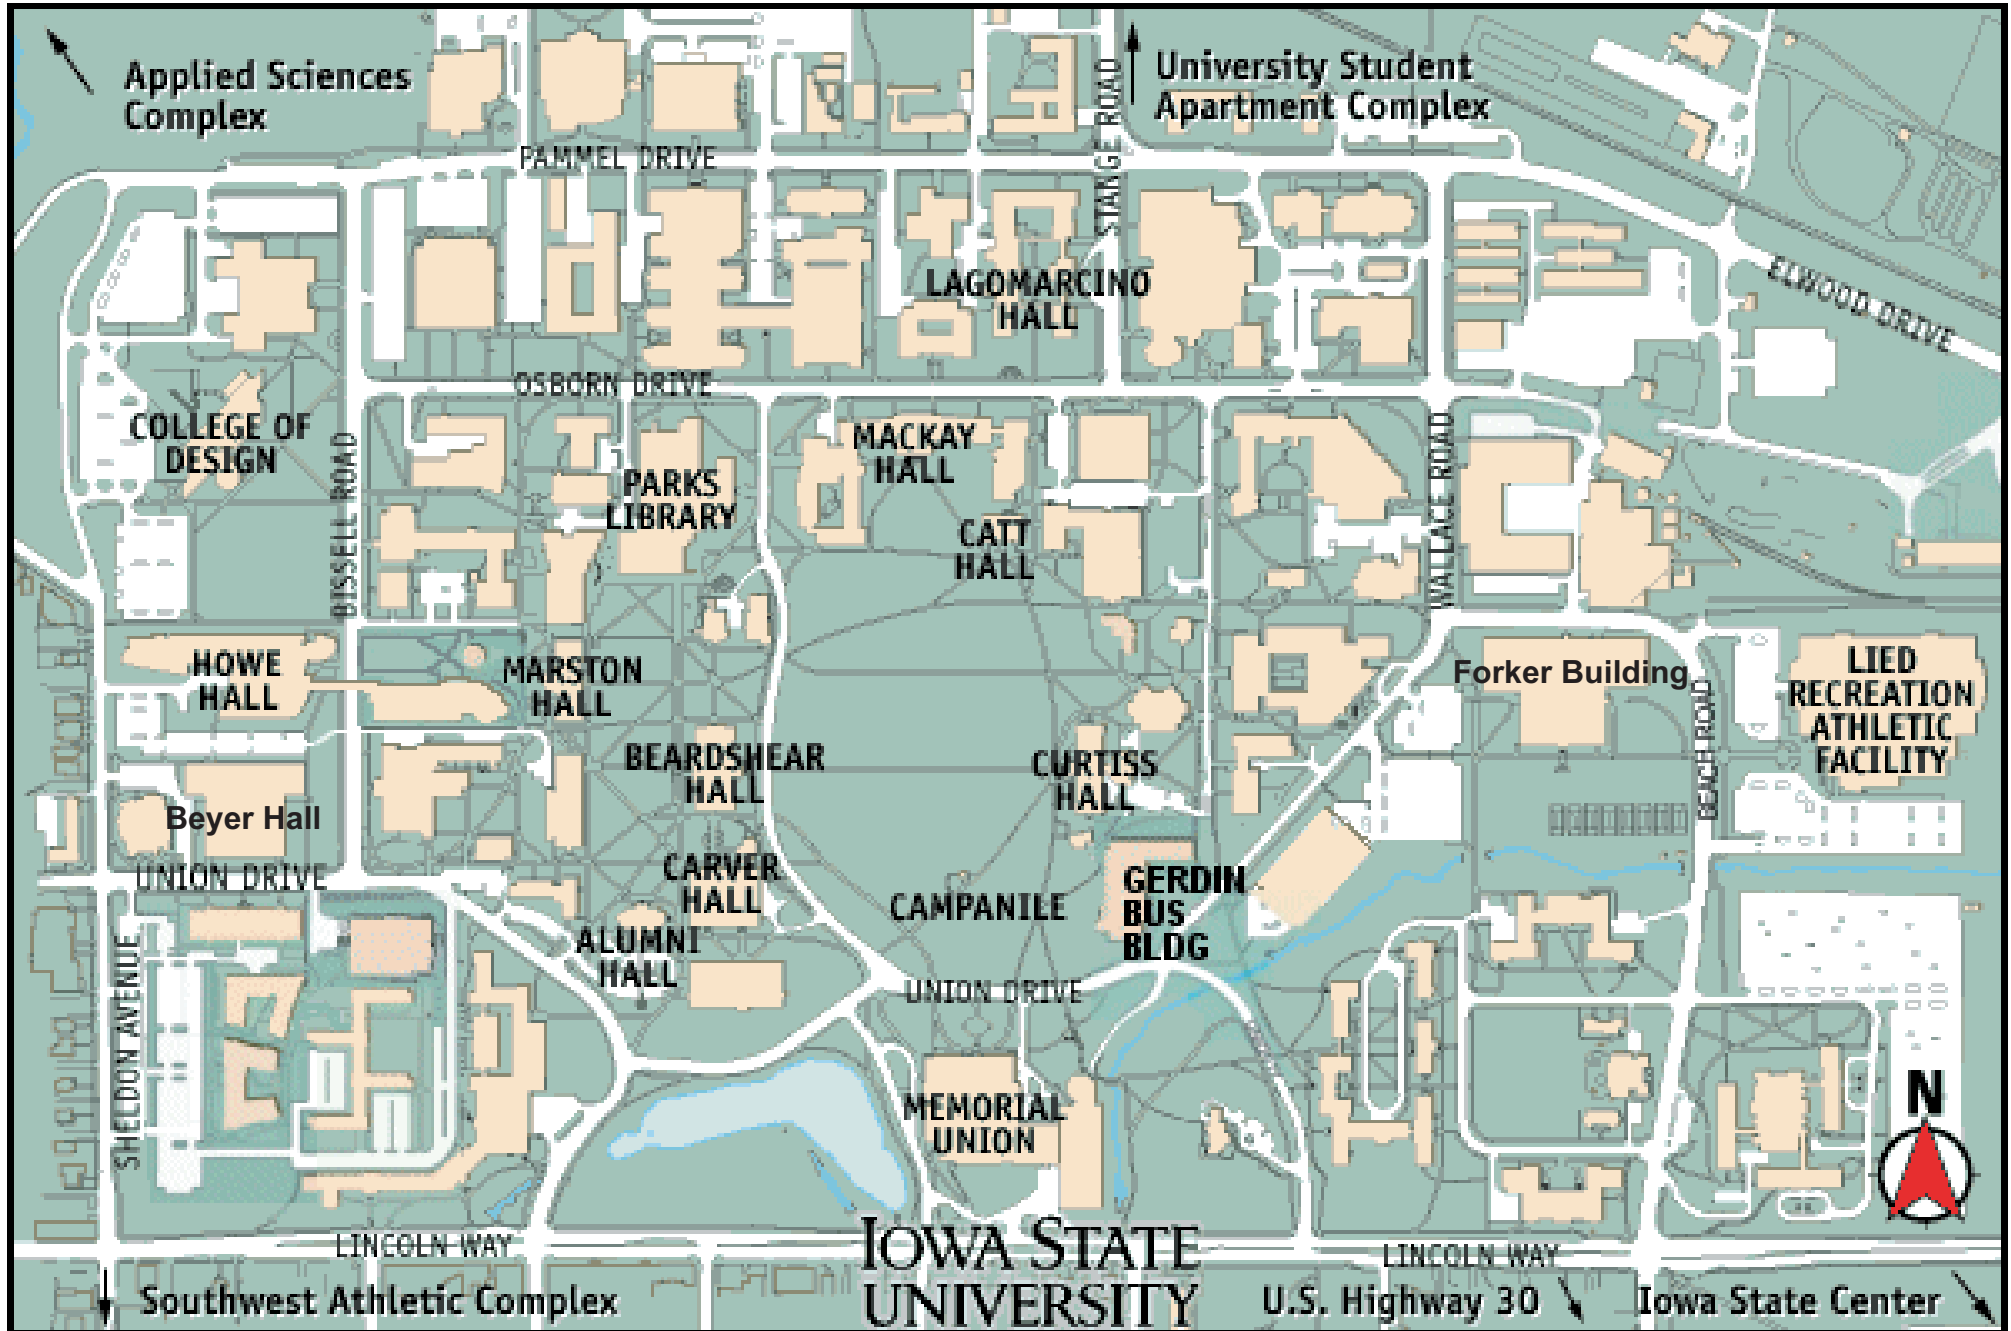 Applied Sciences
Complex
University Student
Apartment Complex
PAMMEL DRIVE
STANGE ROAD
ELWOOD DRIVE
LAGOMARCINO
HALL
OSBORN DRIVE
COLLEGE OF
DESIGN
BISSELL ROAD
PARKS
LIBRARY
MACKAY
HALL
CATT
HALL
WALLACE ROAD
HOWE
HALL
MARSTON
HALL
Forker Building
LIED
RECREATION
ATHLETIC
FACILITY
BEACH ROAD
BEARDSHEAR
HALL
CURTISS
HALL
Beyer Hall
UNION DRIVE
CARVER
HALL
CAMPANILE
GERDIN
BUS
BLDG
ALUMNI
HALL
UNION DRIVE
SHELDON AVENUE
MEMORIAL
UNION
N
LINCOLN WAY
IOWA STATE
UNIVERSITY
LINCOLN WAY
Southwest Athletic Complex
U.S. Highway 30
Iowa State Center